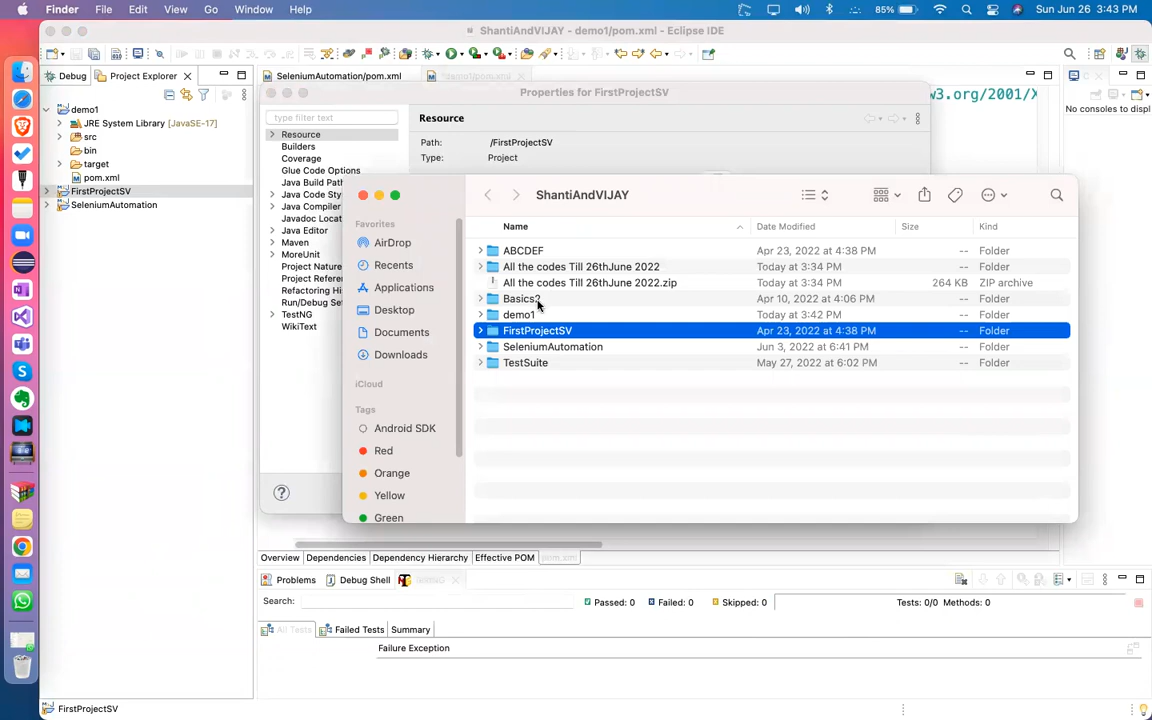 Finder File Edit View Go Window Help
85% Sun Jun 26 3:43 PM
ShantiAndVIJAY - demo1/pom.xml - Eclipse IDE
Debug
Project Explorer
SeleniumAutomation/pom.xml
*demo1/pom.xml
C
No consoles to displ
w3.org/2001/X
demo1
JRE System Library [JavaSE-17]
src
bin
target
pom.xml
FirstProjectSV
SeleniumAutomation
Properties for FirstProjectSV
type filter text
Resource
Builders
Coverage
Glue Code Options
Java Build Path
Java Code Sty
Java Compiler
Javadoc Locat
Java Editor
Maven
MoreUnit
Project Nature
Project Refere
Refactoring Hi
Run/Debug Se
TestNG
WikiText
Resource
Path: /FirstProjectSV
Type: Project
ShantiAndVIJAY
Favorites
AirDrop
Recents
Applications
Desktop
Documents
Downloads
iCloud
Tags
Android SDK
Red
Orange
Yellow
Green
Name Date Modified Size Kind
ABCDEF Apr 23, 2022 at 4:38 PM -- Folder
All the codes Till 26thJune 2022 Today at 3:34 PM -- Folder
All the codes Till 26thJune 2022.zip Today at 3:34 PM 264 KB ZIP archive
Basics2 Apr 10, 2022 at 4:06 PM -- Folder
demo1 Today at 3:42 PM -- Folder
FirstProjectSV Apr 23, 2022 at 4:38 PM -- Folder
SeleniumAutomation Jun 3, 2022 at 6:41 PM -- Folder
TestSuite May 27, 2022 at 6:02 PM -- Folder
Overview Dependencies Dependency Hierarchy Effective POM pom.xml
Problems Debug Shell TestNG
Search:
Passed: 0 Failed: 0 Skipped: 0 Tests: 0/0 Methods: 0
All Tests Failed Tests Summary
Failure Exception
FirstProjectSV